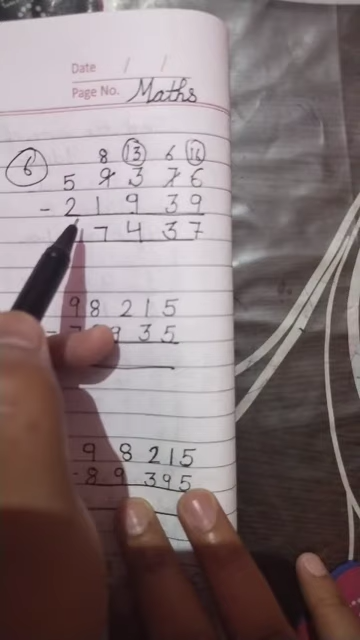 Date / /
Page No. Maths
8 13 6 16
6 5 9 3 7 6
- 2 1 9 3 9
1 7 4 3 7
9 8 2 1 5
9 3 5
9 8 2 1 5
- 8 9 3 9 5